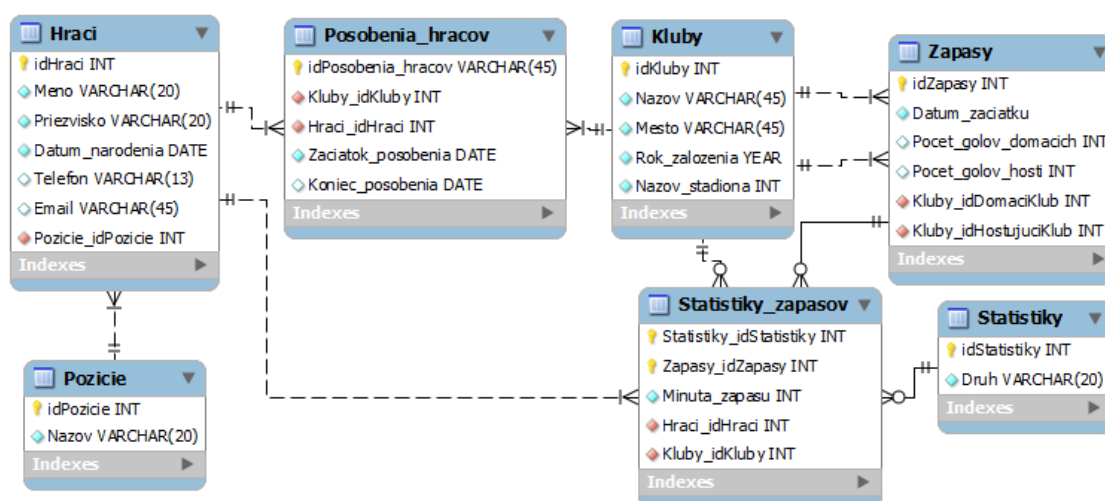 Hraci
idHraci INT
Meno VARCHAR(20)
Priezvisko VARCHAR(20)
Datum_narodenia DATE
Telefon VARCHAR(13)
Email VARCHAR(45)
Pozicie_idPozicie INT
Indexes
Posobenia_hracov
idPosobenia_hracov VARCHAR(45)
Kluby_idKluby INT
Hraci_idHraci INT
Zaciatok_posobenia DATE
Koniec_posobenia DATE
Indexes
Kluby
idKluby INT
Nazov VARCHAR(45)
Mesto VARCHAR(45)
Rok_zalozenia YEAR
Nazov_stadiona INT
Indexes
Zapasy
idZapasy INT
Datum_zaciatku
Pocet_golov_domacich INT
Pocet_golov_hosti INT
Kluby_idDomaciKlub INT
Kluby_idHostujuciKlub INT
Indexes
Pozicie
idPozicie INT
Nazov VARCHAR(20)
Indexes
Statistiky_zapasov
Statistiky_idStatistiky INT
Zapasy_idZapasy INT
Minuta_zapasu INT
Hraci_idHraci INT
Kluby_idKluby INT
Indexes
Statistiky
idStatistiky INT
Druh VARCHAR(20)
Indexes